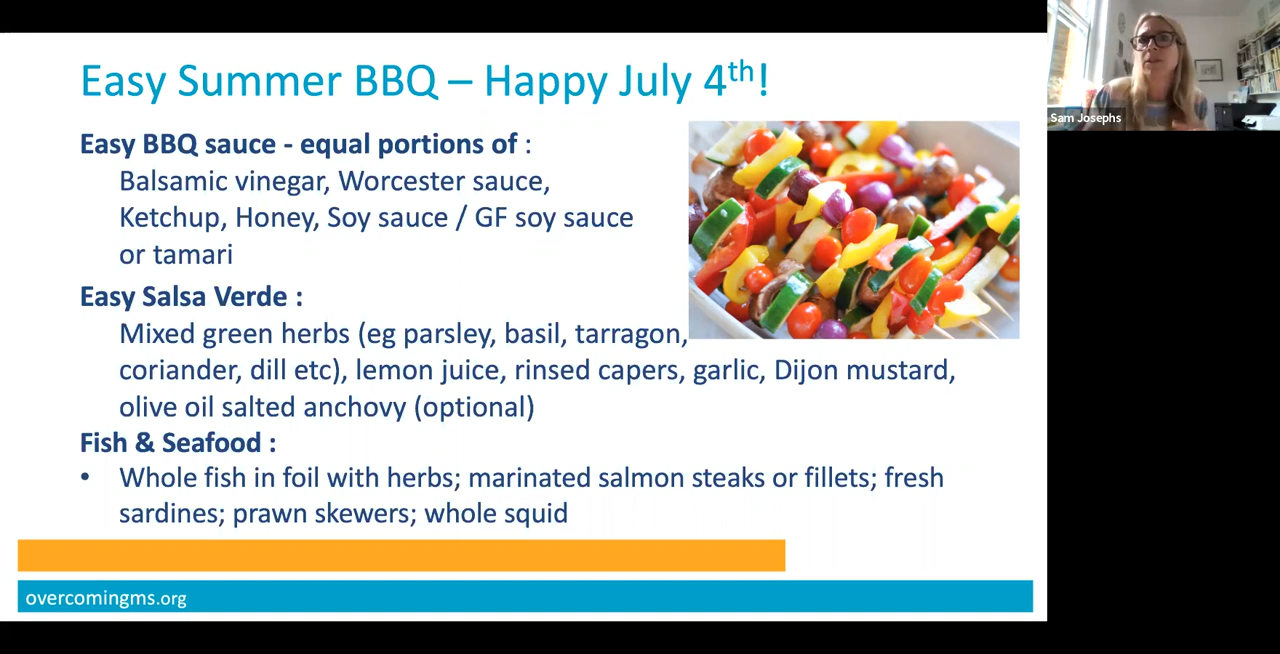 Easy Summer BBQ – Happy July 4th!
Easy BBQ sauce - equal portions of :
Balsamic vinegar, Worcester sauce,
Ketchup, Honey, Soy sauce / GF soy sauce
or tamari
Easy Salsa Verde :
Mixed green herbs (eg parsley, basil, tarragon,
coriander, dill etc), lemon juice, rinsed capers, garlic, Dijon mustard,
olive oil salted anchovy (optional)
Fish & Seafood :
• Whole fish in foil with herbs; marinated salmon steaks or fillets; fresh
sardines; prawn skewers; whole squid
overcomingms.org
Sam Josephs